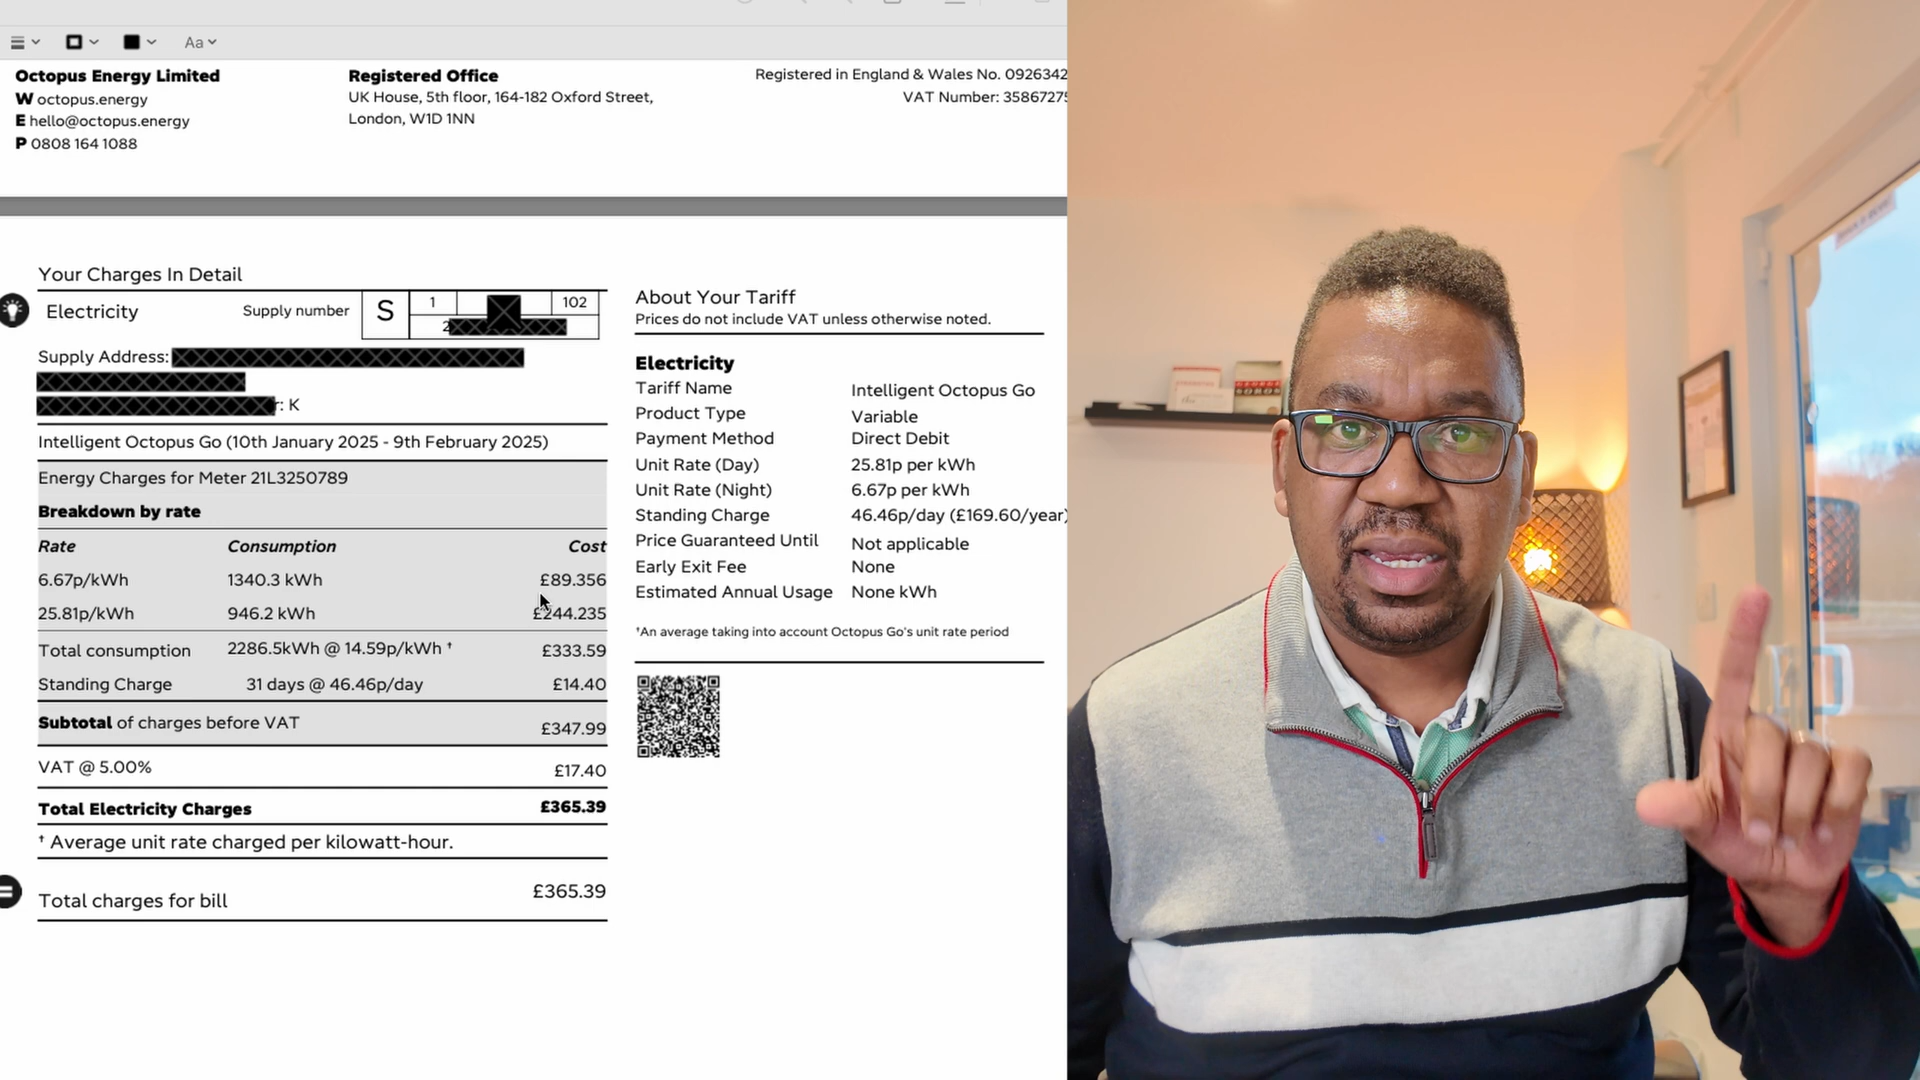 Aa
Octopus Energy Limited
W octopus.energy
E hello@octopus.energy
P 0808 164 1088
Registered Office
UK House, 5th floor, 164-182 Oxford Street,
London, W1D 1NN
Registered in England & Wales No. 0926342
VAT Number: 35867275
Your Charges In Detail
Electricity
Supply number
S
1
102
2
Supply Address:
r: K
Intelligent Octopus Go (10th January 2025 - 9th February 2025)
Energy Charges for Meter 21L3250789
Breakdown by rate
Rate Consumption Cost
6.67p/kWh 1340.3 kWh £89.356
25.81p/kWh 946.2 kWh £244.235
Total consumption 2286.5kWh @ 14.59p/kWh † £333.59
Standing Charge 31 days @ 46.46p/day £14.40
Subtotal of charges before VAT £347.99
VAT @ 5.00% £17.40
Total Electricity Charges £365.39
† Average unit rate charged per kilowatt-hour.
= Total charges for bill £365.39
About Your Tariff
Prices do not include VAT unless otherwise noted.
Electricity
Tariff Name Intelligent Octopus Go
Product Type Variable
Payment Method Direct Debit
Unit Rate (Day) 25.81p per kWh
Unit Rate (Night) 6.67p per kWh
Standing Charge 46.46p/day (£169.60/year)
Price Guaranteed Until Not applicable
Early Exit Fee None
Estimated Annual Usage None kWh
†An average taking into account Octopus Go's unit rate period